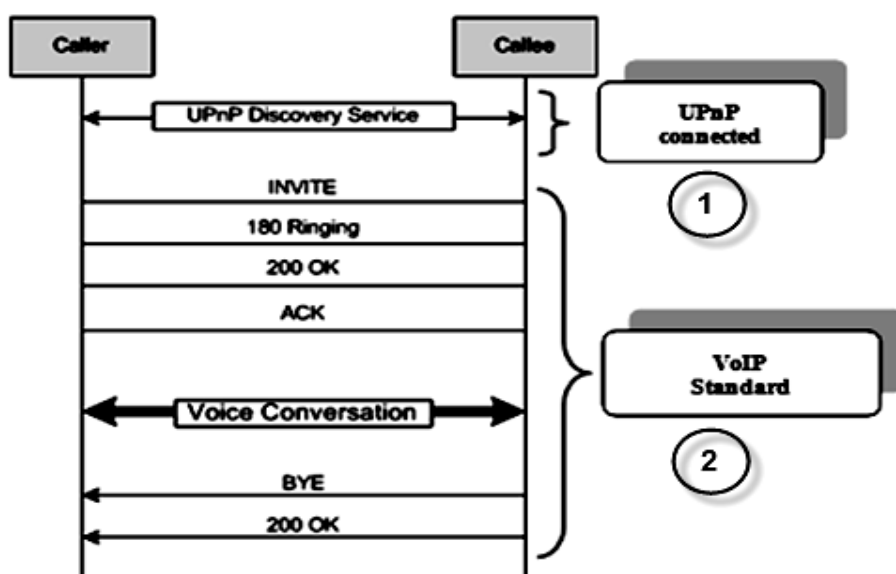 Caller
Callee
UPnP Discovery Service
UPnP
connected
1
INVITE
180 Ringing
200 OK
ACK
VoIP
Standard
Voice Conversation
2
BYE
200 OK